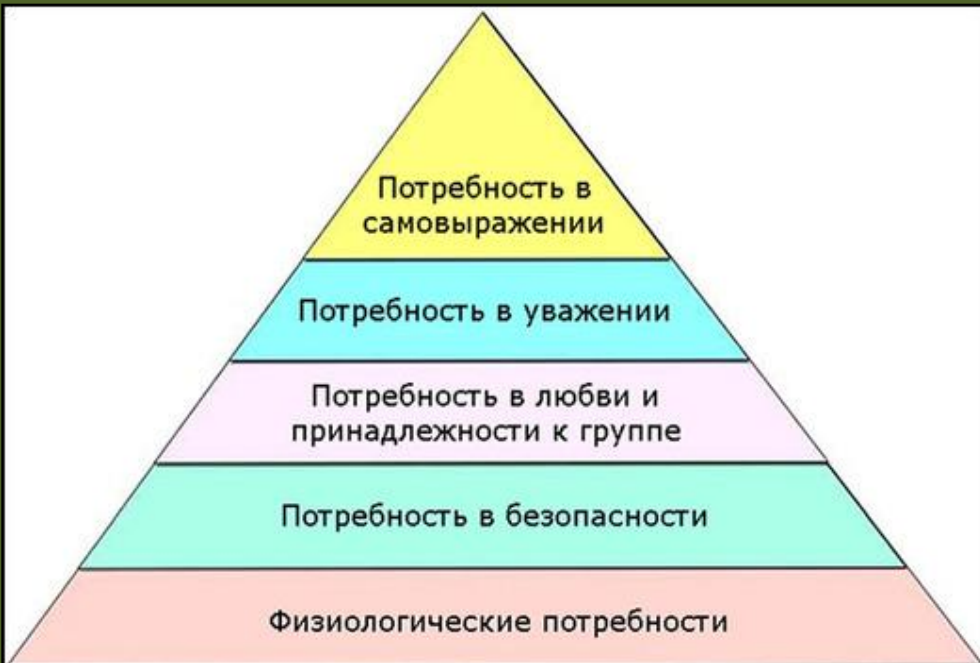 Потребность в
самовыражении
Потребность в уважении
Потребность в любви и
принадлежности к группе
Потребность в безопасности
Физиологические потребности